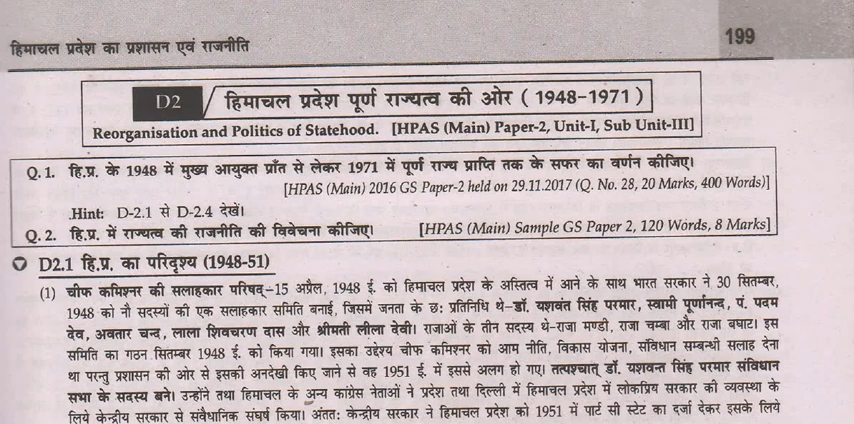 हिमाचल प्रदेश का प्रशासन एवं राजनीति
199
D2 हिमाचल प्रदेश पूर्ण राज्यत्व की ओर ( 1948-1971 )
Reorganisation and Politics of Statehood. [HPAS (Main) Paper-2, Unit-I, Sub Unit-III]
Q. 1. हि.प्र. के 1948 में मुख्य आयुक्त प्राँत से लेकर 1971 में पूर्ण राज्य प्राप्ति तक के सफर का वर्णन कीजिए।
[HPAS (Main) 2016 GS Paper-2 held on 29.11.2017 (Q. No. 28, 20 Marks, 400 Words)]
Hint: D-2.1 से D-2.4 देखें।
Q. 2. हि.प्र. में राज्यत्व की राजनीति की विवेचना कीजिए। [HPAS (Main) Sample GS Paper 2, 120 Words, 8 Marks]
D2.1 हि.प्र. का परिदृश्य (1948-51)
(1) चीफ कमिश्नर की सलाहकार परिषद्-15 अप्रैल, 1948 ई. को हिमाचल प्रदेश के अस्तित्व में आने के साथ भारत सरकार ने 30 सितम्बर,
1948 को नौ सदस्यों की एक सलाहकार समिति बनाई, जिसमें जनता के छ: प्रतिनिधि थे-डॉ. यशवंत सिंह परमार, स्वामी पूर्णानन्द, पं. पदम
देव, अवतार चन्द, लाला शिवचरण दास और श्रीमती लीला देवी। राजाओं के तीन सदस्य थे-राजा मण्डी, राजा चम्बा और राजा बघाट। इस
समिति का गठन सितम्बर 1948 ई. को किया गया। इसका उद्देश्य चीफ कमिश्नर को आम नीति, विकास योजना, संविधान सम्बन्धी सलाह देना
था परन्तु प्रशासन की ओर से इसकी अनदेखी किए जाने से वह 1951 ई. में इससे अलग हो गए। तत्पश्चात् डॉ. यशवन्त सिंह परमार संविधान
सभा के सदस्य बने। उन्होंने तथा हिमाचल के अन्य कांग्रेस नेताओं ने प्रदेश तथा दिल्ली में हिमाचल प्रदेश में लोकप्रिय सरकार की व्यवस्था के
लिये केन्द्रीय सरकार से संवैधानिक संघर्ष किया। अंतत: केन्द्रीय सरकार ने हिमाचल प्रदेश को 1951 में पार्ट सी स्टेट का दर्जा देकर इसके लिये